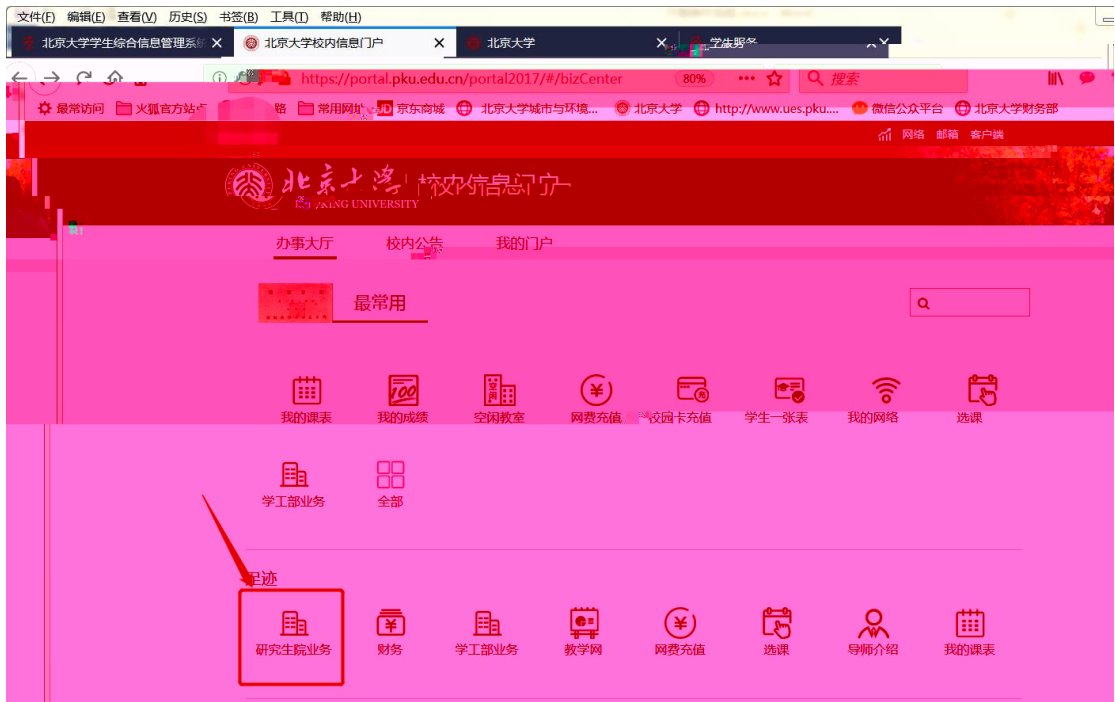 文件(F) 编辑(E) 查看(V) 历史(S) 书签(B) 工具(T) 帮助(H)
北京大学学生综合信息管理系统 北京大学校内信息门户 北京大学
https://portal.pku.edu.cn/portal2017/#/bizCenter 80% 搜索
最常访问 火狐官方站点 常用网址 JD 京东商城 北京大学城市与环境... 北京大学 http://www.ues.pku.... 微信公众平台 北京大学财务部
网络 邮箱 客户端
北京大学 校内信息门户
UNIVERSITY
办事大厅 校内公告 我的门户
最常用
我的课表 我的成绩 空闲教室 网费充值 校园卡充值 学生一张表 我的网络 选课
学工部业务 全部
足迹
研究生院业务 财务 学工部业务 教学网 网费充值 选课 导师介绍 我的课表